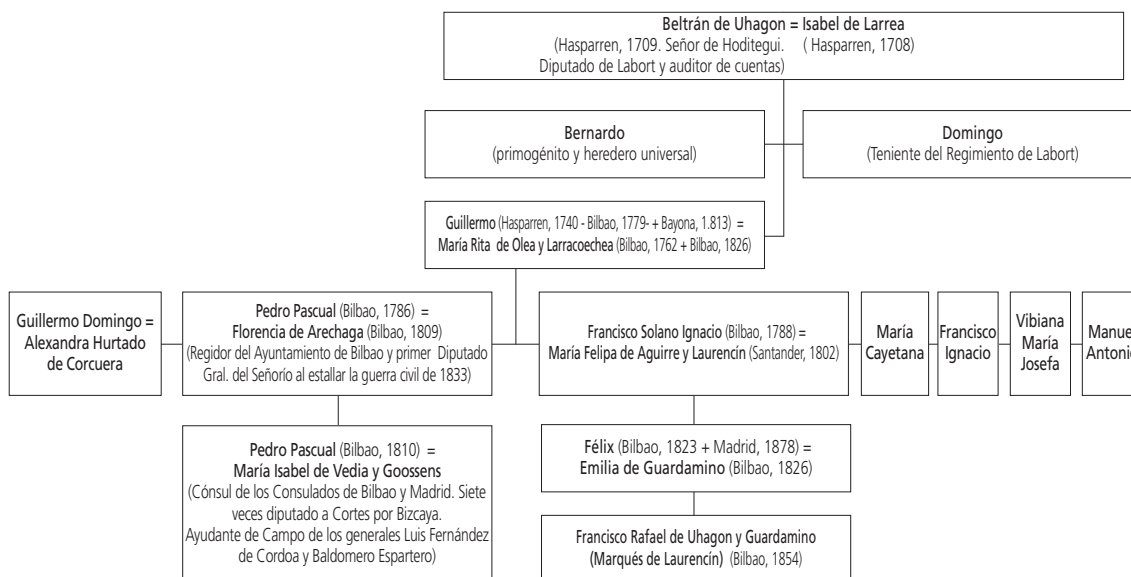 Beltrán de Uhagon = Isabel de Larrea
(Hasparren, 1709. Señor de Hoditegui. ( Hasparren, 1708)
Diputado de Labort y auditor de cuentas)
Bernardo
(primogénito y heredero universal)
Domingo
(Teniente del Regimiento de Labort)
Guillermo (Hasparren, 1740 - Bilbao, 1779- + Bayona, 1.813) =
María Rita de Olea y Larracoechea (Bilbao, 1762 + Bilbao, 1826)
Guillermo Domingo =
Alexandra Hurtado
de Corcuera
Pedro Pascual (Bilbao, 1786) =
Florencia de Arechaga (Bilbao, 1809)
(Regidor del Ayuntamiento de Bilbao y primer Diputado
Gral. del Señorío al estallar la guerra civil de 1833)
Francisco Solano Ignacio (Bilbao, 1788) =
María Felipa de Aguirre y Laurencín (Santander, 1802)
María
Cayetana
Francisco
Ignacio
Vibiana
María
Josefa
Manue
Antoni
Pedro Pascual (Bilbao, 1810) =
María Isabel de Vedia y Goossens
(Cónsul de los Consulados de Bilbao y Madrid. Siete
veces diputado a Cortes por Bizcaya.
Ayudante de Campo de los generales Luis Fernández
de Cordoa y Baldomero Espartero)
Félix (Bilbao, 1823 + Madrid, 1878) =
Emilia de Guardamino (Bilbao, 1826)
Francisco Rafael de Uhagon y Guardamino
(Marqués de Laurencín) (Bilbao, 1854)